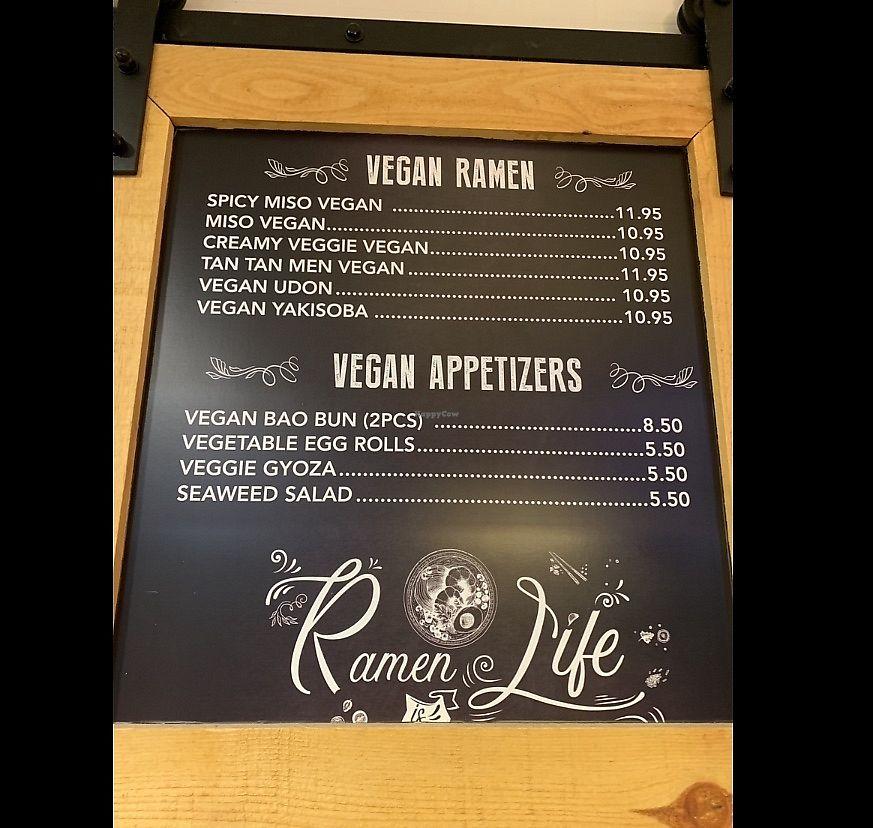 VEGAN RAMEN
SPICY MISO VEGAN ........................................11.95
MISO VEGAN....................................................10.95
CREAMY VEGGIE VEGAN..................................10.95
TAN TAN MEN VEGAN ......................................11.95
VEGAN UDON................................................... 10.95
VEGAN YAKISOBA .............................................10.95
VEGAN APPETIZERS
VEGAN BAO BUN (2PCS) ...................................8.50
HappyCow
VEGETABLE EGG ROLLS.......................................5.50
VEGGIE GYOZA....................................................5.50
SEAWEED SALAD..................................................5.50
Ramen Life
is